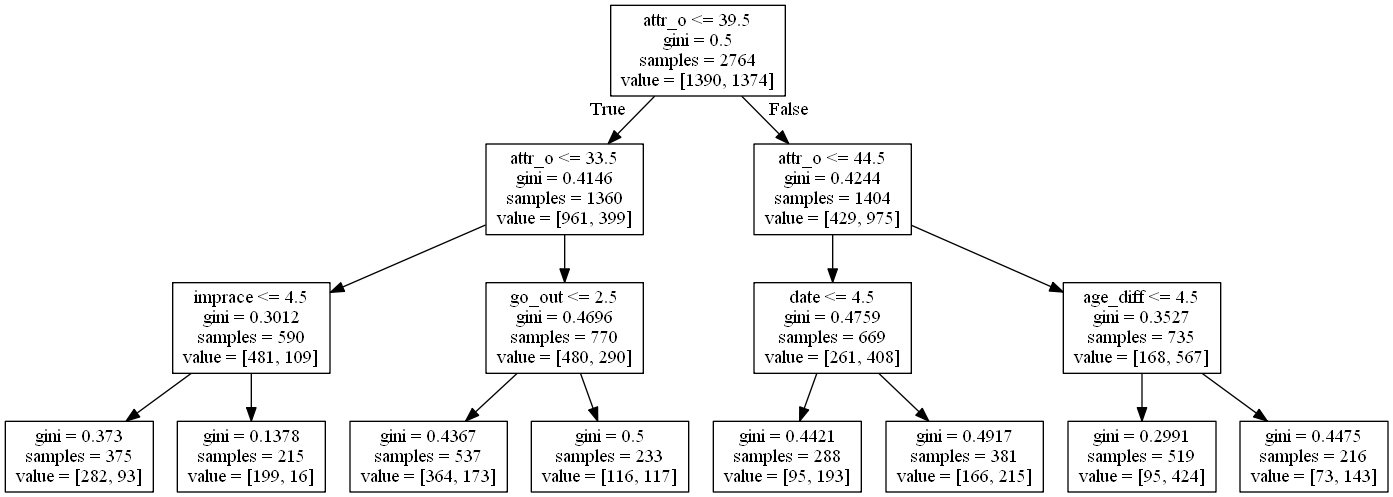 attr_o <= 39.5
gini = 0.5
samples = 2764
value = [1390, 1374]
True
False
attr_o <= 33.5
gini = 0.4146
samples = 1360
value = [961, 399]
attr_o <= 44.5
gini = 0.4244
samples = 1404
value = [429, 975]
imprace <= 4.5
gini = 0.3012
samples = 590
value = [481, 109]
go_out <= 2.5
gini = 0.4696
samples = 770
value = [480, 290]
date <= 4.5
gini = 0.4759
samples = 669
value = [261, 408]
age_diff <= 4.5
gini = 0.3527
samples = 735
value = [168, 567]
gini = 0.373
samples = 375
value = [282, 93]
gini = 0.1378
samples = 215
value = [199, 16]
gini = 0.4367
samples = 537
value = [364, 173]
gini = 0.5
samples = 233
value = [116, 117]
gini = 0.4421
samples = 288
value = [95, 193]
gini = 0.4917
samples = 381
value = [166, 215]
gini = 0.2991
samples = 519
value = [95, 424]
gini = 0.4475
samples = 216
value = [73, 143]